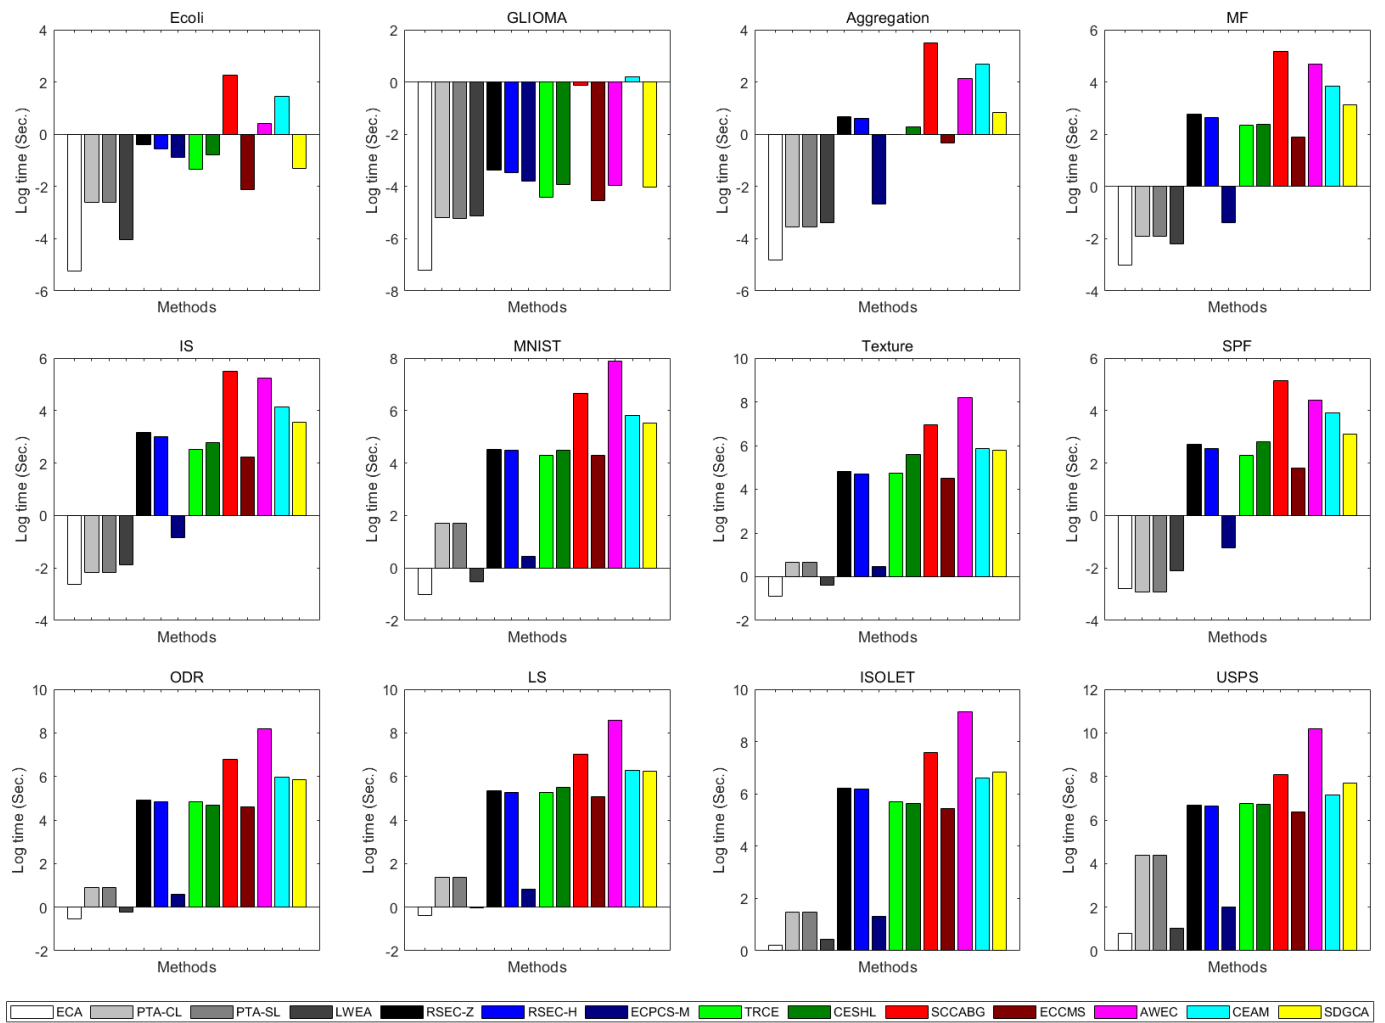 Ecoli
4
2
0
-2
-4
-6
Log time (Sec.)
Methods
GLIOMA
2
0
-2
-4
-6
-8
Log time (Sec.)
Methods
Aggregation
4
2
0
-2
-4
-6
Log time (Sec.)
Methods
MF
6
4
2
0
-2
-4
Log time (Sec.)
Methods
IS
6
4
2
0
-2
-4
Log time (Sec.)
Methods
MNIST
8
6
4
2
0
-2
Log time (Sec.)
Methods
Texture
10
8
6
4
2
0
-2
Log time (Sec.)
Methods
SPF
6
4
2
0
-2
-4
Log time (Sec.)
Methods
ODR
10
8
6
4
2
0
-2
Log time (Sec.)
Methods
LS
10
8
6
4
2
0
-2
Log time (Sec.)
Methods
ISOLET
10
8
6
4
2
0
Log time (Sec.)
Methods
USPS
12
10
8
6
4
2
0
Log time (Sec.)
Methods
ECA PTA-CL PTA-SL LWEA RSEC-Z RSEC-H ECPCS-M TRCE CESHL SCCABG ECCMS AWEC CEAM SDGCA